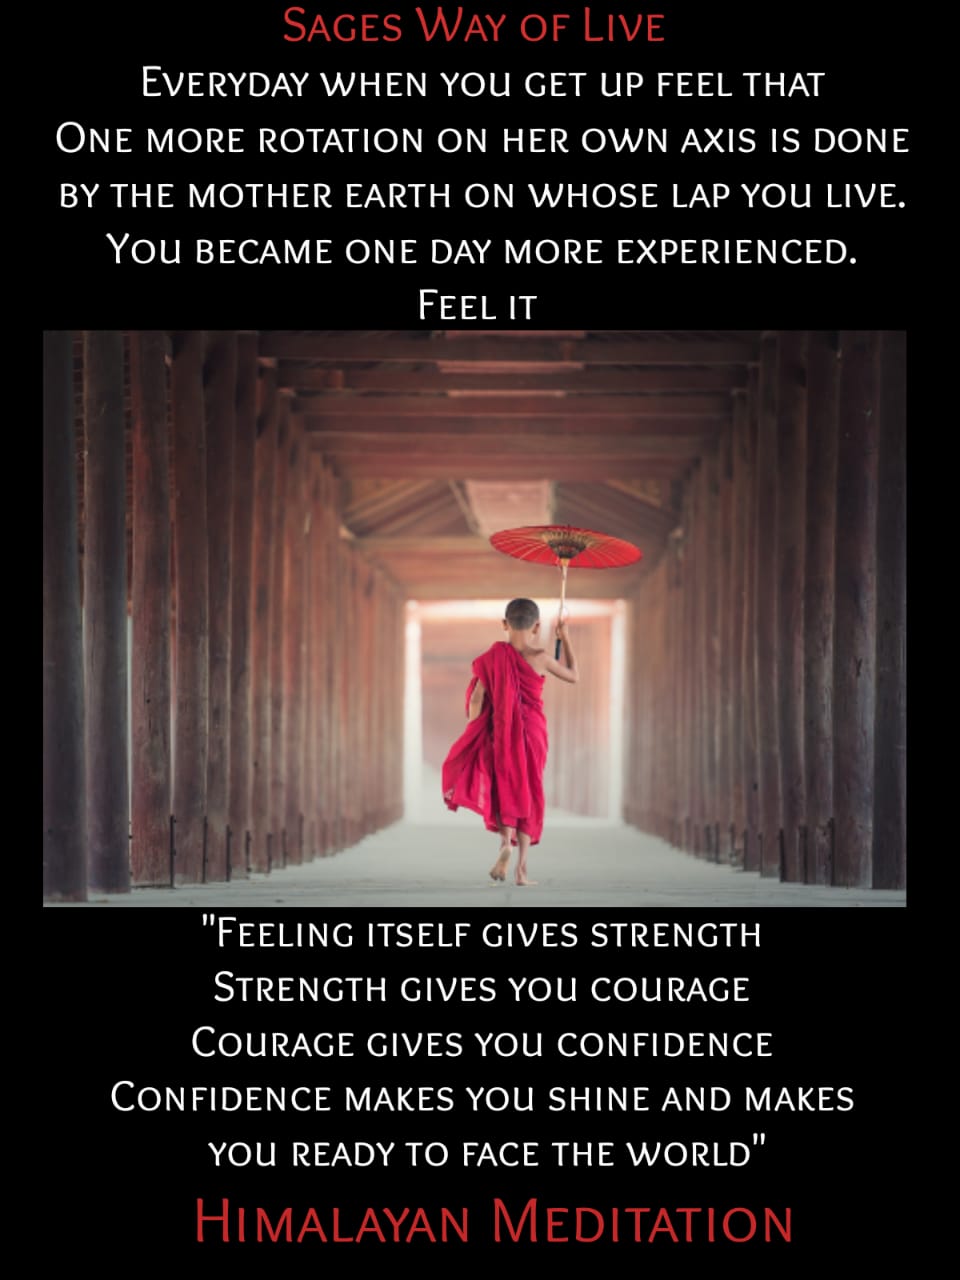 Sages Way of Live
Everyday when you get up feel that
One more rotation on her own axis is done
by the mother earth on whose lap you live.
You became one day more experienced.
Feel it
"Feeling itself gives strength
Strength gives you courage
Courage gives you confidence
Confidence makes you shine and makes
you ready to face the world"
Himalayan Meditation